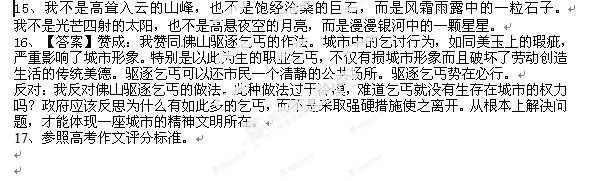 15、我不是高耸入云的山峰，也不是饱经沧桑的巨石，而是风霜雨露中的一粒石子。
我不是光芒四射的太阳，也不是高悬夜空的月亮，而是漫漫银河中的一颗星星。
16、【答案】赞成：我赞同佛山驱逐乞丐的作法。城市中的乞讨行为，如同美玉上的瑕疵，
严重影响了城市形象。特别是以此为生的职业乞丐，不仅有损城市形象而且破坏了劳动创造
生活的传统美德。驱逐乞丐可以还市民一个清静的公共场所。驱逐乞丐势在必行。
反对：我反对佛山驱逐乞丐的做法。此种做法过于冷漠，难道乞丐就没有生存在城市的权力
吗？政府应该反思为什么有如此多的乞丐，而不是采取强硬措施使之离开。从根本上解决问
题，才能体现一座城市的精神文明所在。
17、参照高考作文评分标准。